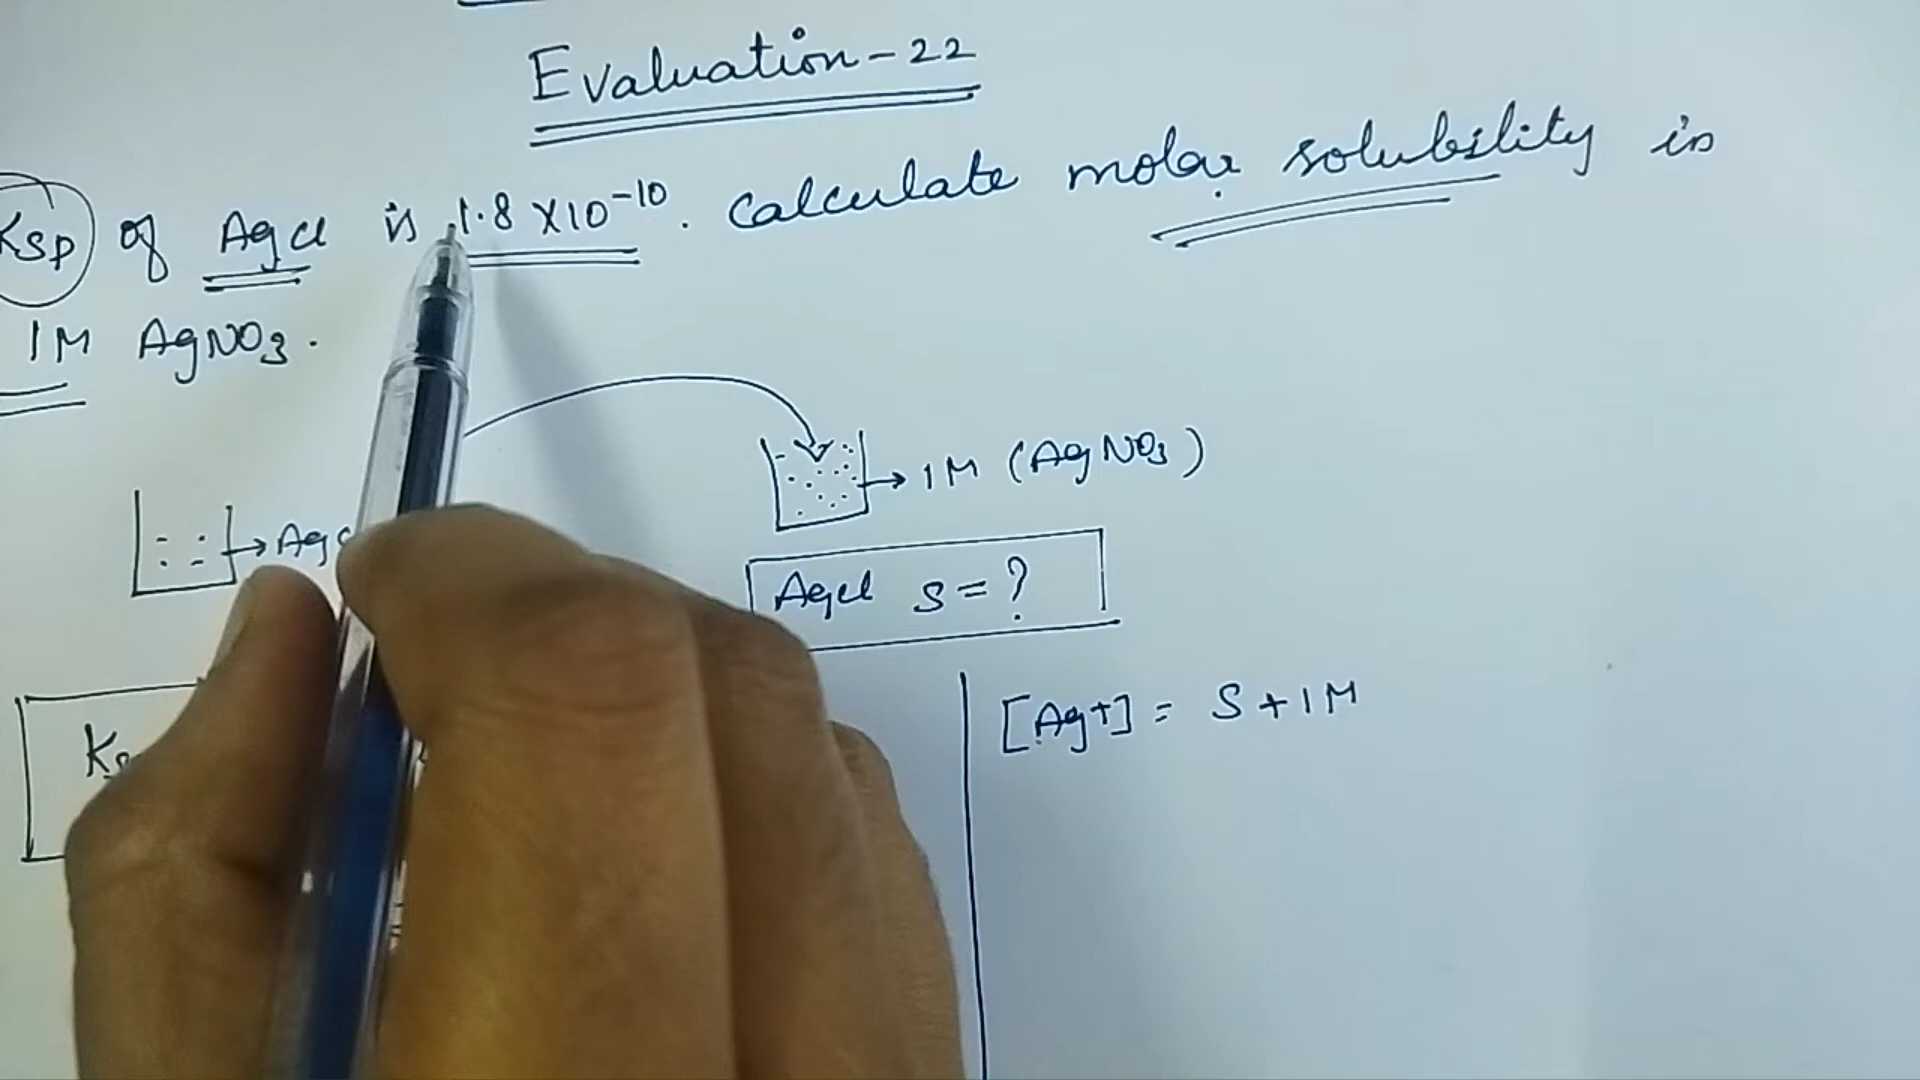 Evaluation-22
Ksp of Agcl is 1.8 X10⁻¹⁰. calculate molar solubility in
1M AgNO₃.
→1M (AgNO₃)
Agcl s=?
[Ag+] = S+1M